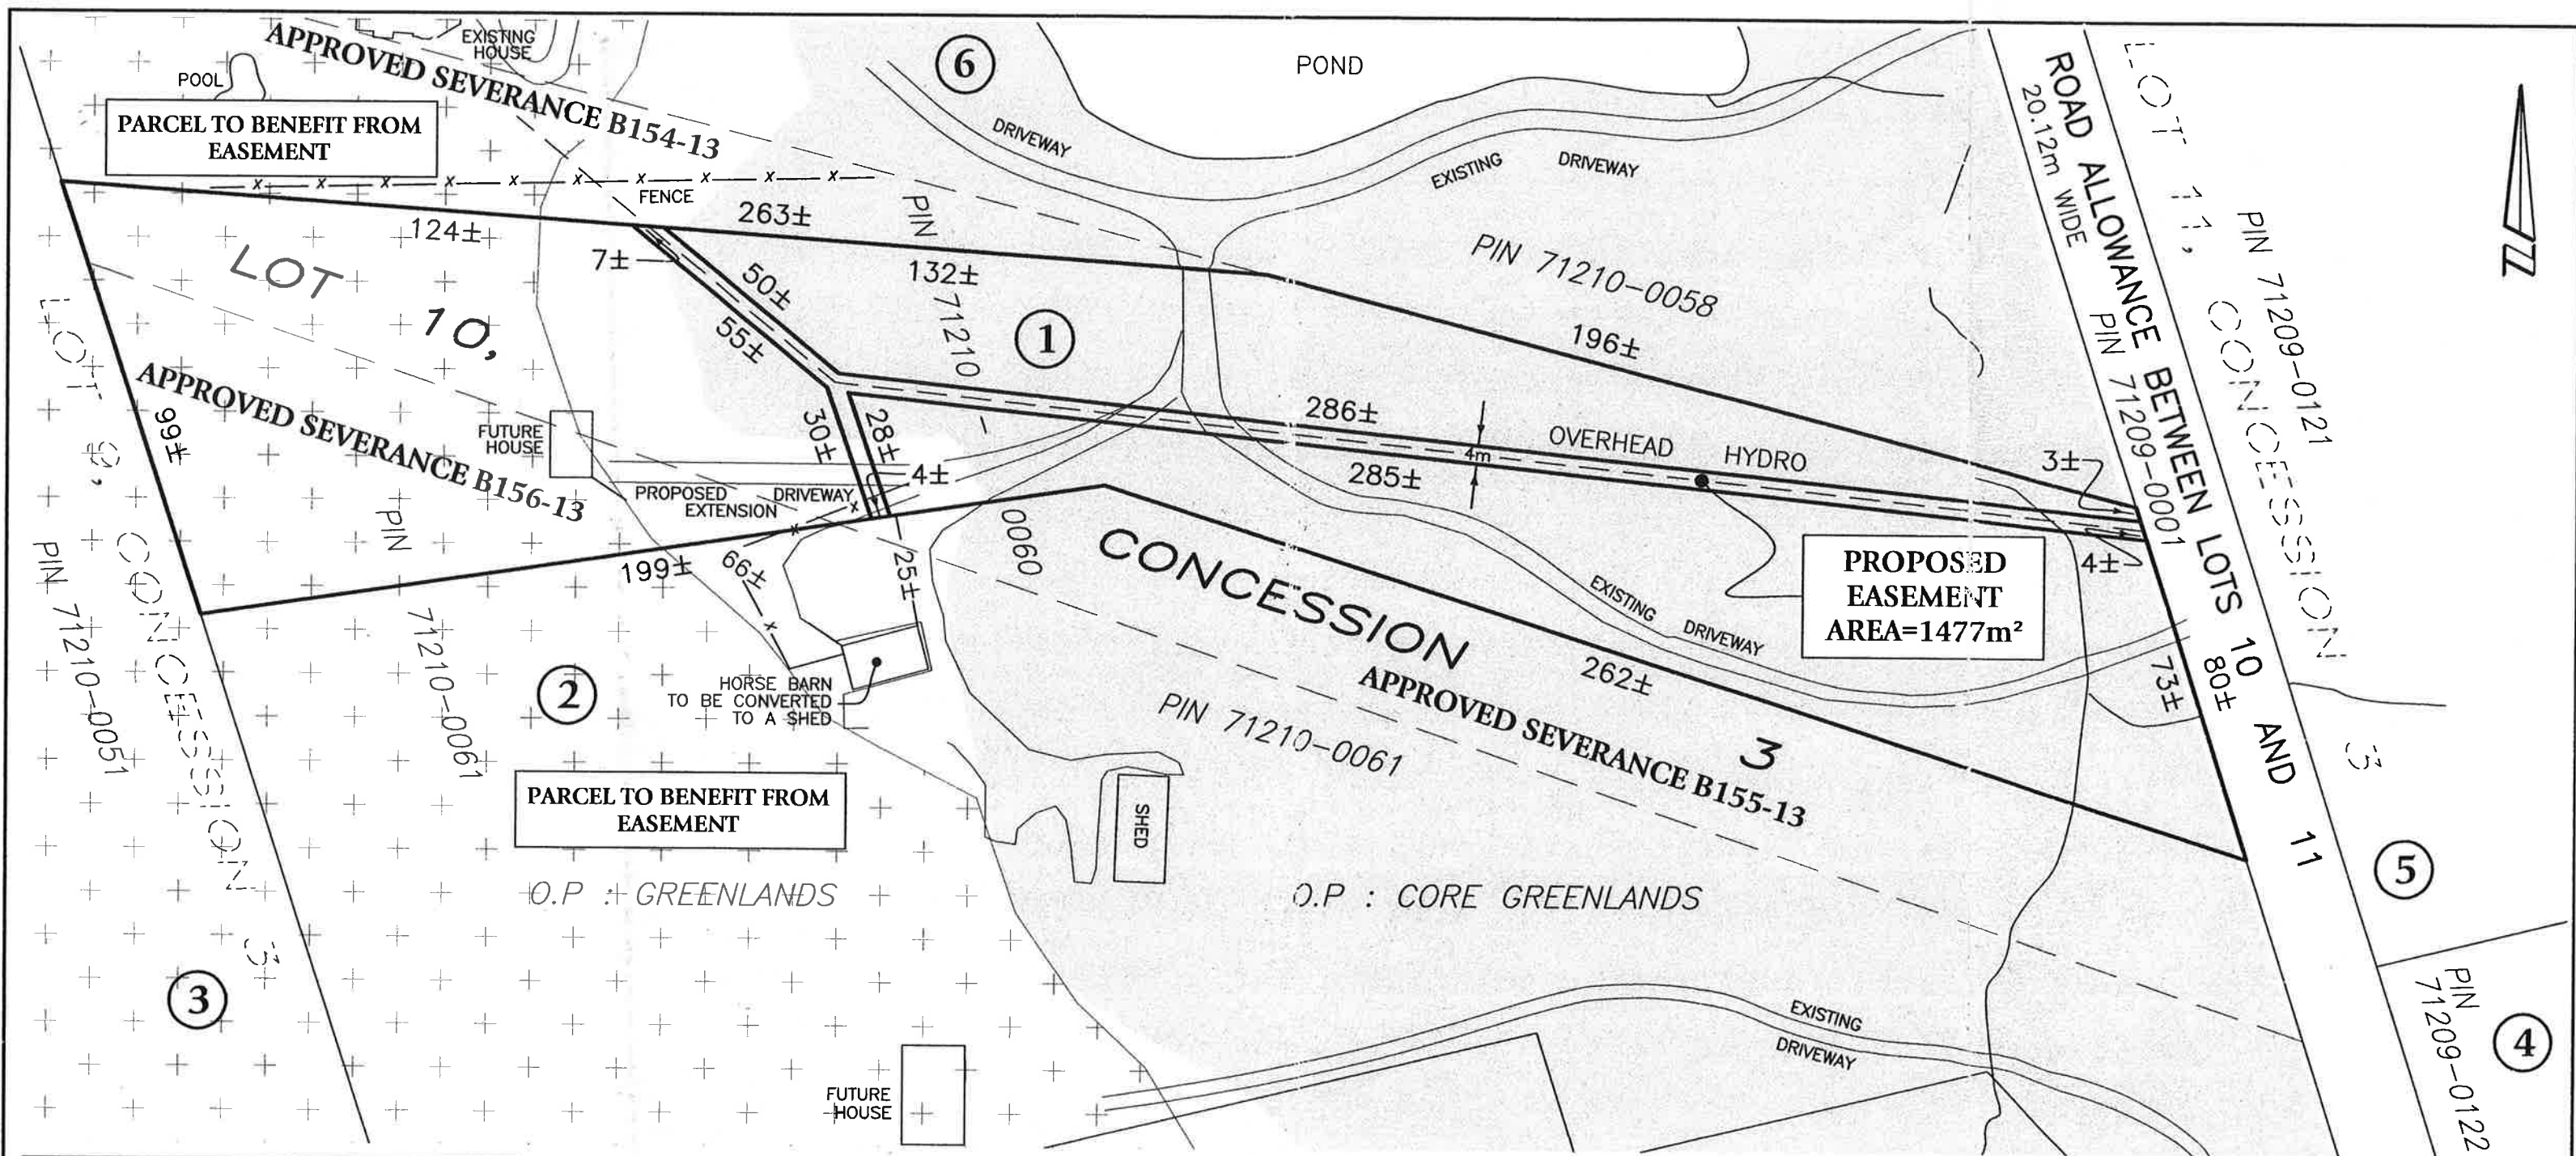 EXISTING
HOUSE
POOL
APPROVED SEVERANCE B154-13
PARCEL TO BENEFIT FROM
EASEMENT
6
POND
DRIVEWAY
EXISTING DRIVEWAY
ROAD ALLOWANCE BETWEEN LOTS 10 AND 11
20.12m WIDE
PIN 71209-0001
LOT 11, CONCESSION 3
PIN 71209-0121
x x x x x x x x x x
FENCE
124±
263±
132±
7±
50±
55±
PIN 71210-0060
1
PIN 71210-0058
196±
LOT 10,
99±
LOT 9, CONCESSION 3
PIN 71210-0051
APPROVED SEVERANCE B156-13
FUTURE
HOUSE
30±
28±
4±
PROPOSED DRIVEWAY
EXTENSION
286±
285±
4m
OVERHEAD HYDRO
3±
4±
PROPOSED
EASEMENT
AREA=1477m²
199±
66±
x x
x
25±
PIN 71210-0061
2
HORSE BARN
TO BE CONVERTED
TO A SHED
CONCESSION 3
262±
EXISTING DRIVEWAY
73±
80±
APPROVED SEVERANCE B155-13
PIN 71210-0061
PARCEL TO BENEFIT FROM
EASEMENT
SHED
O.P : GREENLANDS
O.P : CORE GREENLANDS
5
3
PIN
71209-0122
4
EXISTING
DRIVEWAY
FUTURE
HOUSE